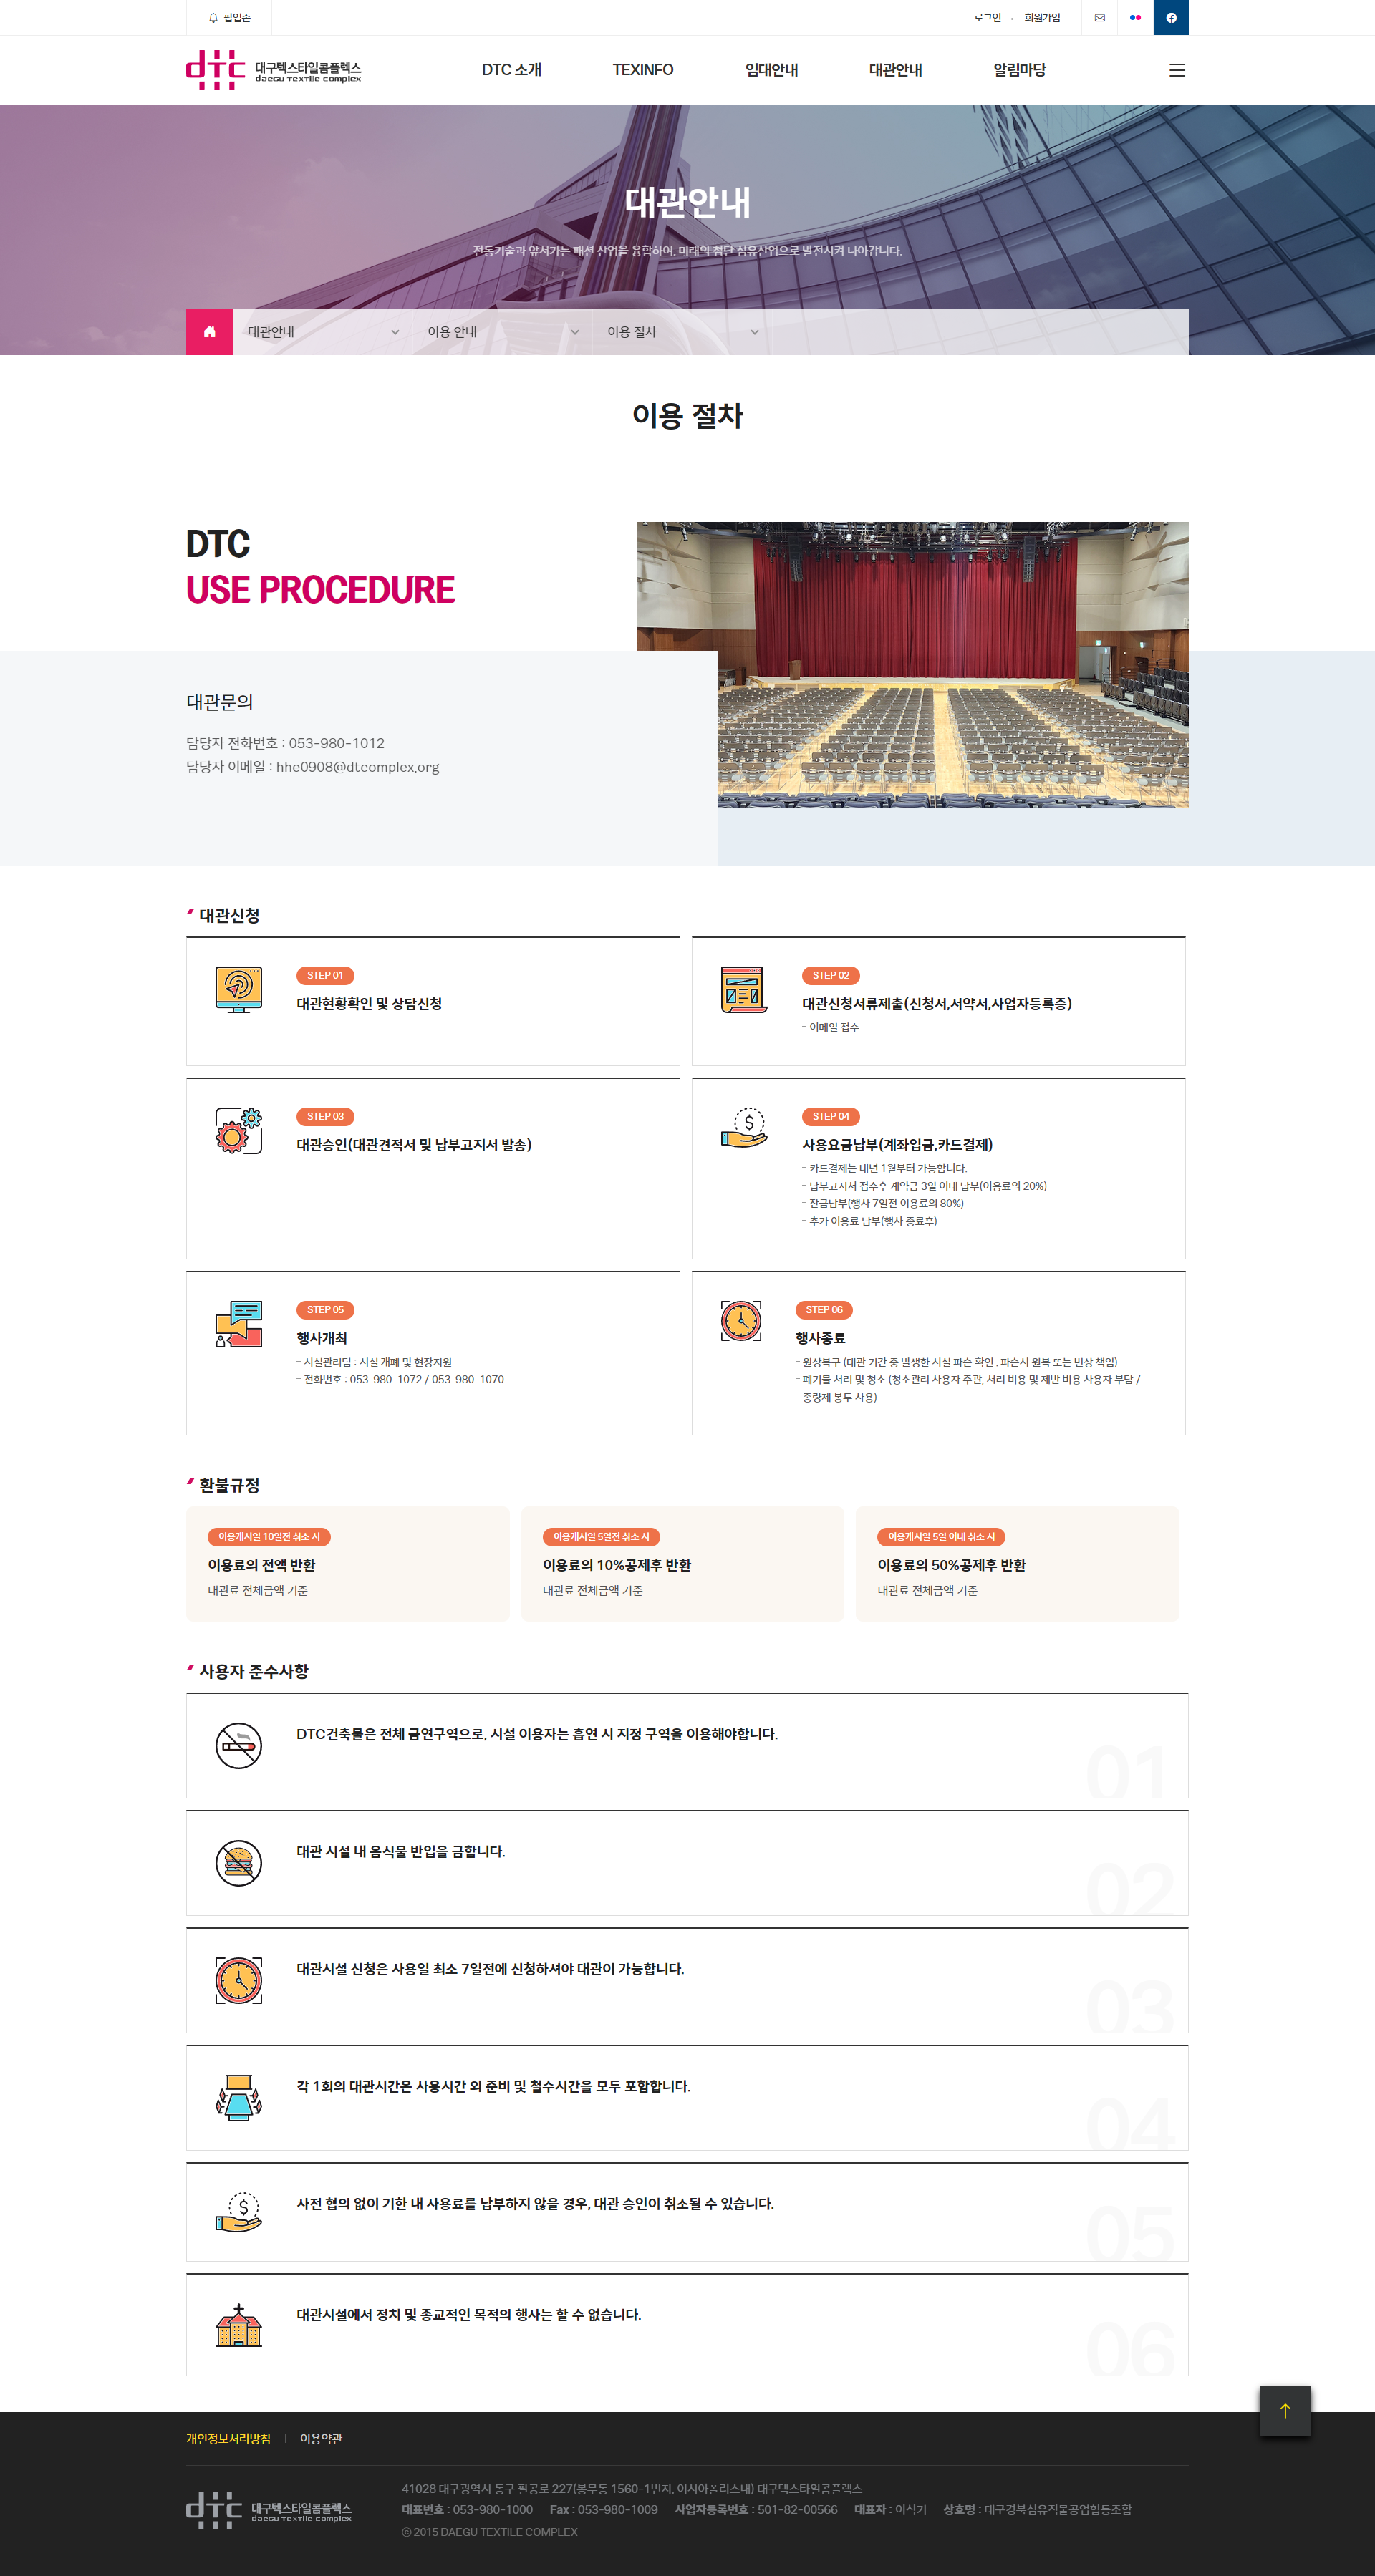 팝업존
로그인
회원가입
dtc 대구텍스타일콤플렉스
daegu textile complex
DTC 소개
TEXINFO
임대안내
대관안내
알림마당
대관안내
전통기술과 앞서가는 패션 산업을 융합하여, 미래의 첨단 섬유산업으로 발전시켜 나아갑니다.
대관안내
이용 안내
이용 절차
이용 절차
DTC
USE PROCEDURE
대관문의
담당자 전화번호 : 053-980-1012
담당자 이메일 : hhe0908@dtcomplex.org
대관신청
STEP 01
대관현황확인 및 상담신청
STEP 02
대관신청서류제출(신청서,서약서,사업자등록증)
- 이메일 접수
STEP 03
대관승인(대관견적서 및 납부고지서 발송)
STEP 04
사용요금납부(계좌입금,카드결제)
- 카드결제는 내년 1월부터 가능합니다.
- 납부고지서 접수후 계약금 3일 이내 납부(이용료의 20%)
- 잔금납부(행사 7일전 이용료의 80%)
- 추가 이용료 납부(행사 종료후)
STEP 05
행사개최
- 시설관리팀 : 시설 개폐 및 현장지원
- 전화번호 : 053-980-1072 / 053-980-1070
STEP 06
행사종료
- 원상복구 (대관 기간 중 발생한 시설 파손 확인 . 파손시 원복 또는 변상 책임)
- 폐기물 처리 및 청소 (청소관리 사용자 주관, 처리 비용 및 제반 비용 사용자 부담 /
종량제 봉투 사용)
환불규정
이용개시일 10일전 취소 시
이용료의 전액 반환
대관료 전체금액 기준
이용개시일 5일전 취소 시
이용료의 10%공제후 반환
대관료 전체금액 기준
이용개시일 5일 이내 취소 시
이용료의 50%공제후 반환
대관료 전체금액 기준
사용자 준수사항
DTC건축물은 전체 금연구역으로, 시설 이용자는 흡연 시 지정 구역을 이용해야합니다.
01
대관 시설 내 음식물 반입을 금합니다.
02
대관시설 신청은 사용일 최소 7일전에 신청하셔야 대관이 가능합니다.
03
각 1회의 대관시간은 사용시간 외 준비 및 철수시간을 모두 포함합니다.
04
사전 협의 없이 기한 내 사용료를 납부하지 않을 경우, 대관 승인이 취소될 수 있습니다.
05
대관시설에서 정치 및 종교적인 목적의 행사는 할 수 없습니다.
06
개인정보처리방침
이용약관
dtc 대구텍스타일콤플렉스
daegu textile complex
41028 대구광역시 동구 팔공로 227(봉무동 1560-1번지, 이시아폴리스내) 대구텍스타일콤플렉스
대표번호 : 053-980-1000 Fax : 053-980-1009 사업자등록번호 : 501-82-00566 대표자 : 이석기 상호명 : 대구경북섬유직물공업협동조합
ⓒ 2015 DAEGU TEXTILE COMPLEX